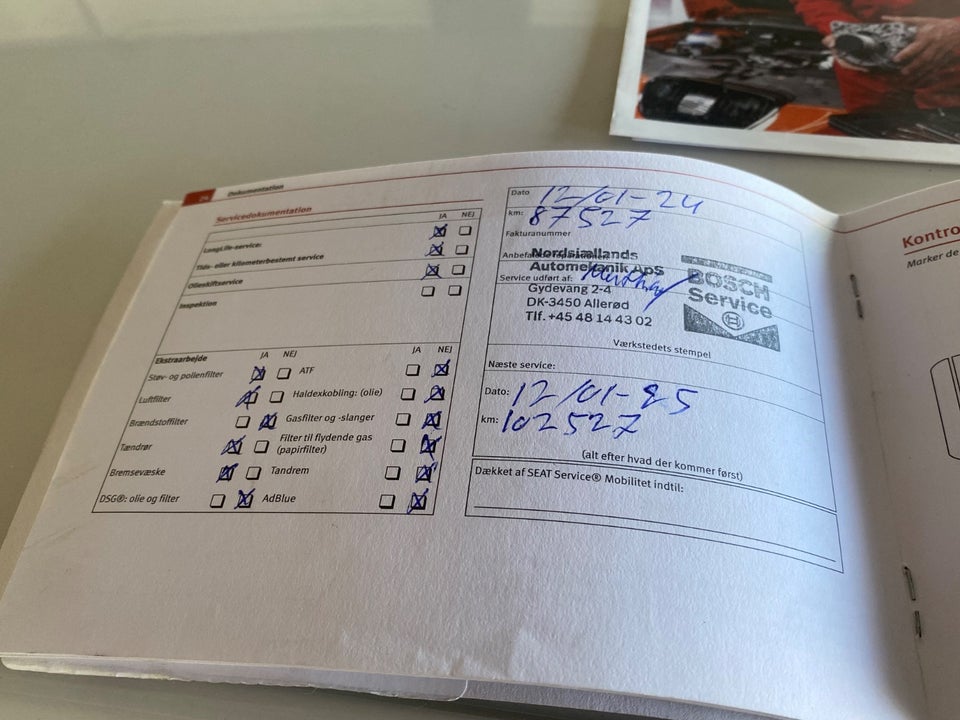 24 Dokumentation
Servicedokumentation
JA NEJ
LongLife-service:
Tids- eller kilometerbestemt service
Olieskiftservice
Inspektion
Ekstraarbejde JA NEJ JA NEJ
Støv- og pollenfilter ATF
Luftfilter Haldexkobling: (olie)
Brændstoffilter Gasfilter og -slanger
Tændrør Filter til flydende gas
(papirfilter)
Bremsevæske Tandrem
DSG®: olie og filter AdBlue
Dato 12/01-24
km: 87527
Fakturanummer
Nordsjællands
Automekanik ApS
Service udført af:
Gydevang 2-4
DK-3450 Allerød
Tlf. +45 48 14 43 02
BOSCH
Service
Værkstedets stempel
Næste service:
Dato: 12/01-25
km: 102527
(alt efter hvad der kommer først)
Dækket af SEAT Service® Mobilitet indtil:
Kontro
Marker de